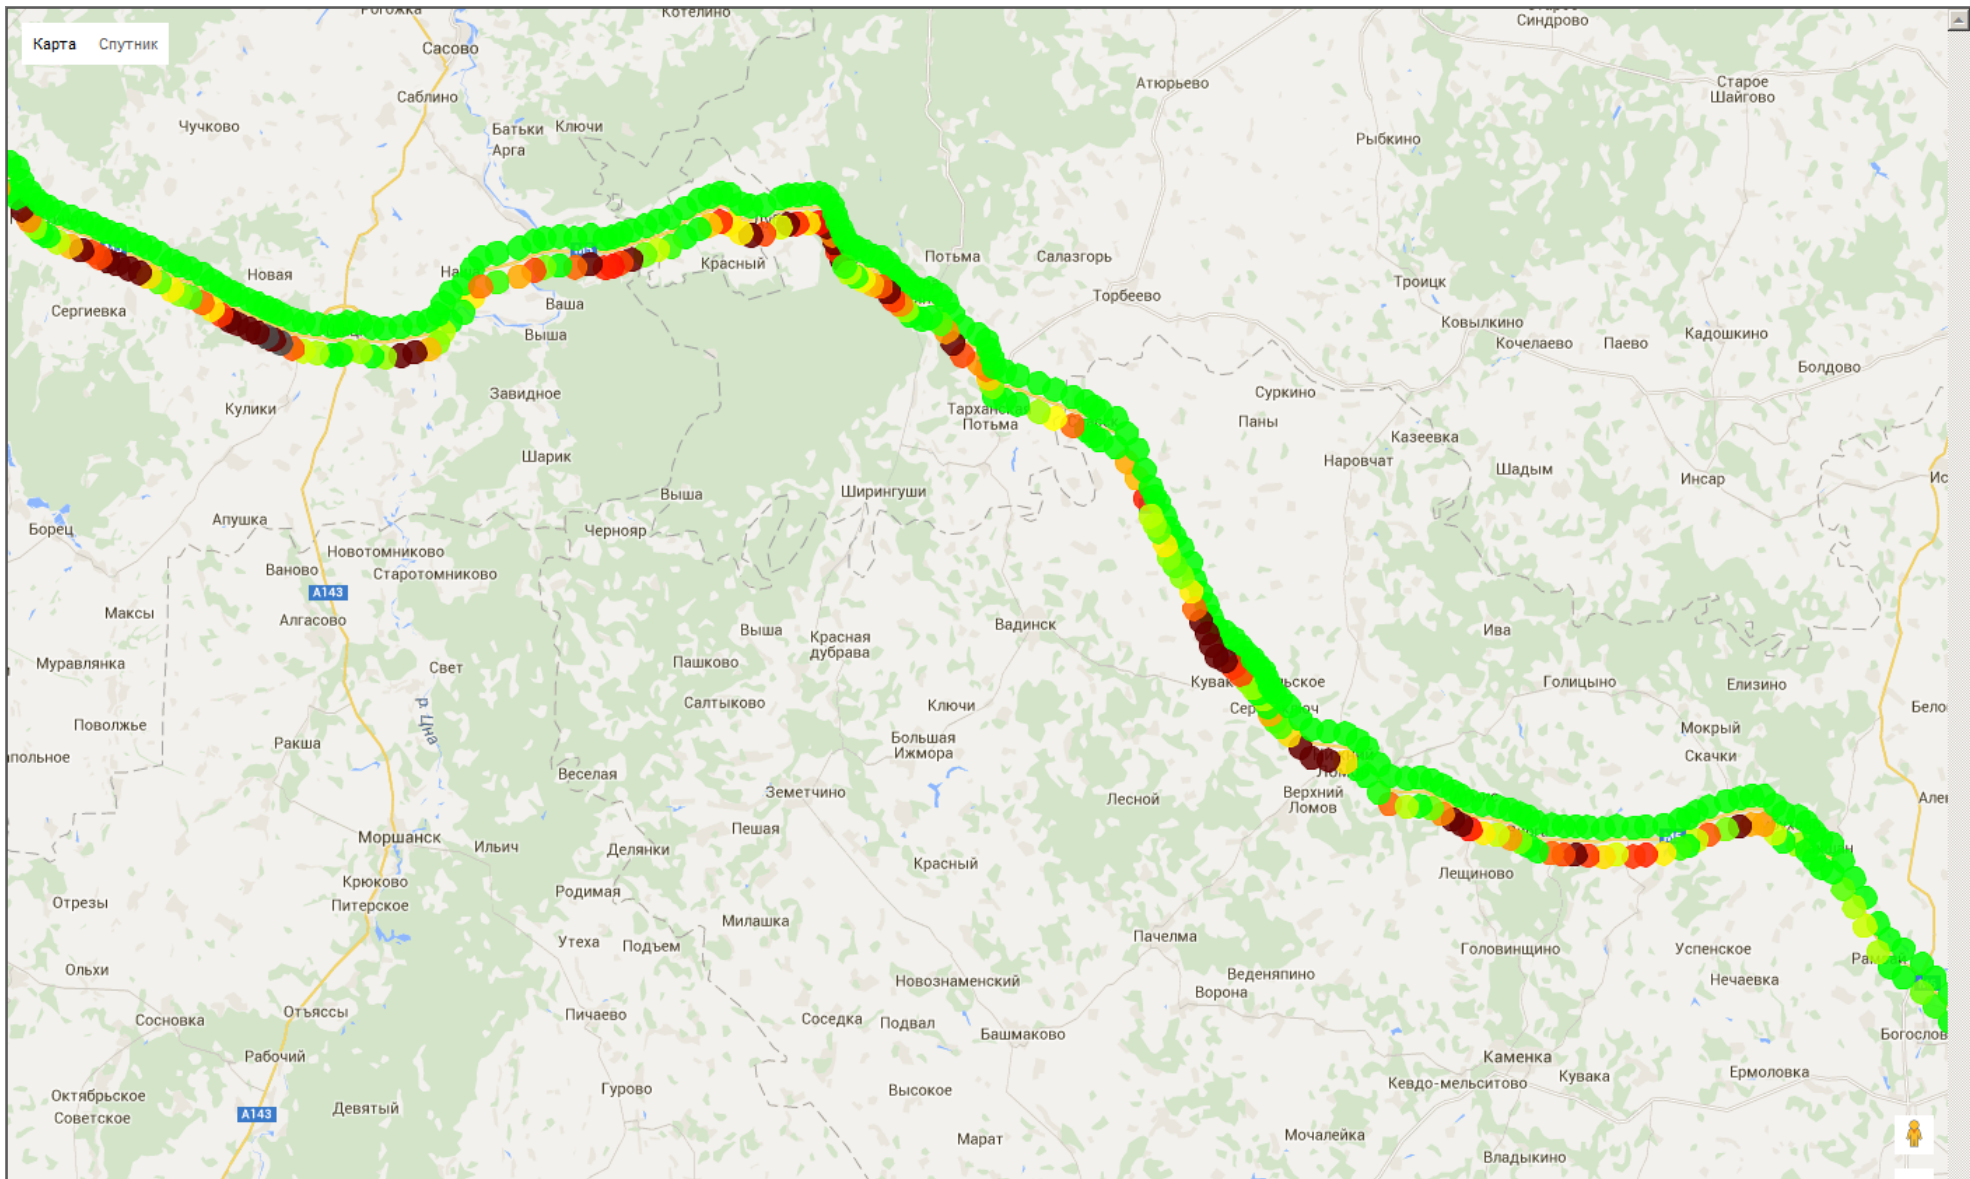 Котелино
Синдрово
Карта Спутник
Сасово
Атюрьево
Старое
Шайгово
Саблино
Чучково
Батьки
Ключи
Арга
Рыбкино
Потьма
Салазгорь
Красный
Новая
Троицк
Торбеево
Ваша
Сергиевка
Ковылкино
Выша
Кадошкино
Кочелаево
Паево
Болдово
Завидное
Суркино
Кулики
Тарханская
Потьма
Паны
Казеевка
Шарик
Наровчат
Шадым
Инсар
Выша
Ширингуши
Апушка
Борец
Чернояр
Новотомниково
Ваново
Старотомниково
А143
Максы
Алгасово
Вадинск
Ива
Выша
Красная
дубрава
Муравлянка
Свет
Пашково
Голицыно
Елизино
Салтыково
Ключи
р. Цна
Поволжье
Мокрый
Ракша
Большая
Ижмора
Скачки
Веселая
Земетчино
Лесной
Верхний
Ломов
Пешая
Моршанск
Ильич
Делянки
Красный
Лещиново
Крюково
Родимая
Отрезы
Питерское
Милашка
Пачелма
Утеха
Подъем
Головинщино
Успенское
Рамзай
Ольхи
Веденяпино
Новознаменский
Нечаевка
Ворона
Отъяссы
Пичаево
Сосновка
Соседка
Подвал
Башмаково
Богослов
Рабочий
Каменка
Ермоловка
Кувака
Кевдо-мельситово
Октябрьское
Гурово
Высокое
Советское
А143
Девятый
Мочалейка
Марат
Владыкино